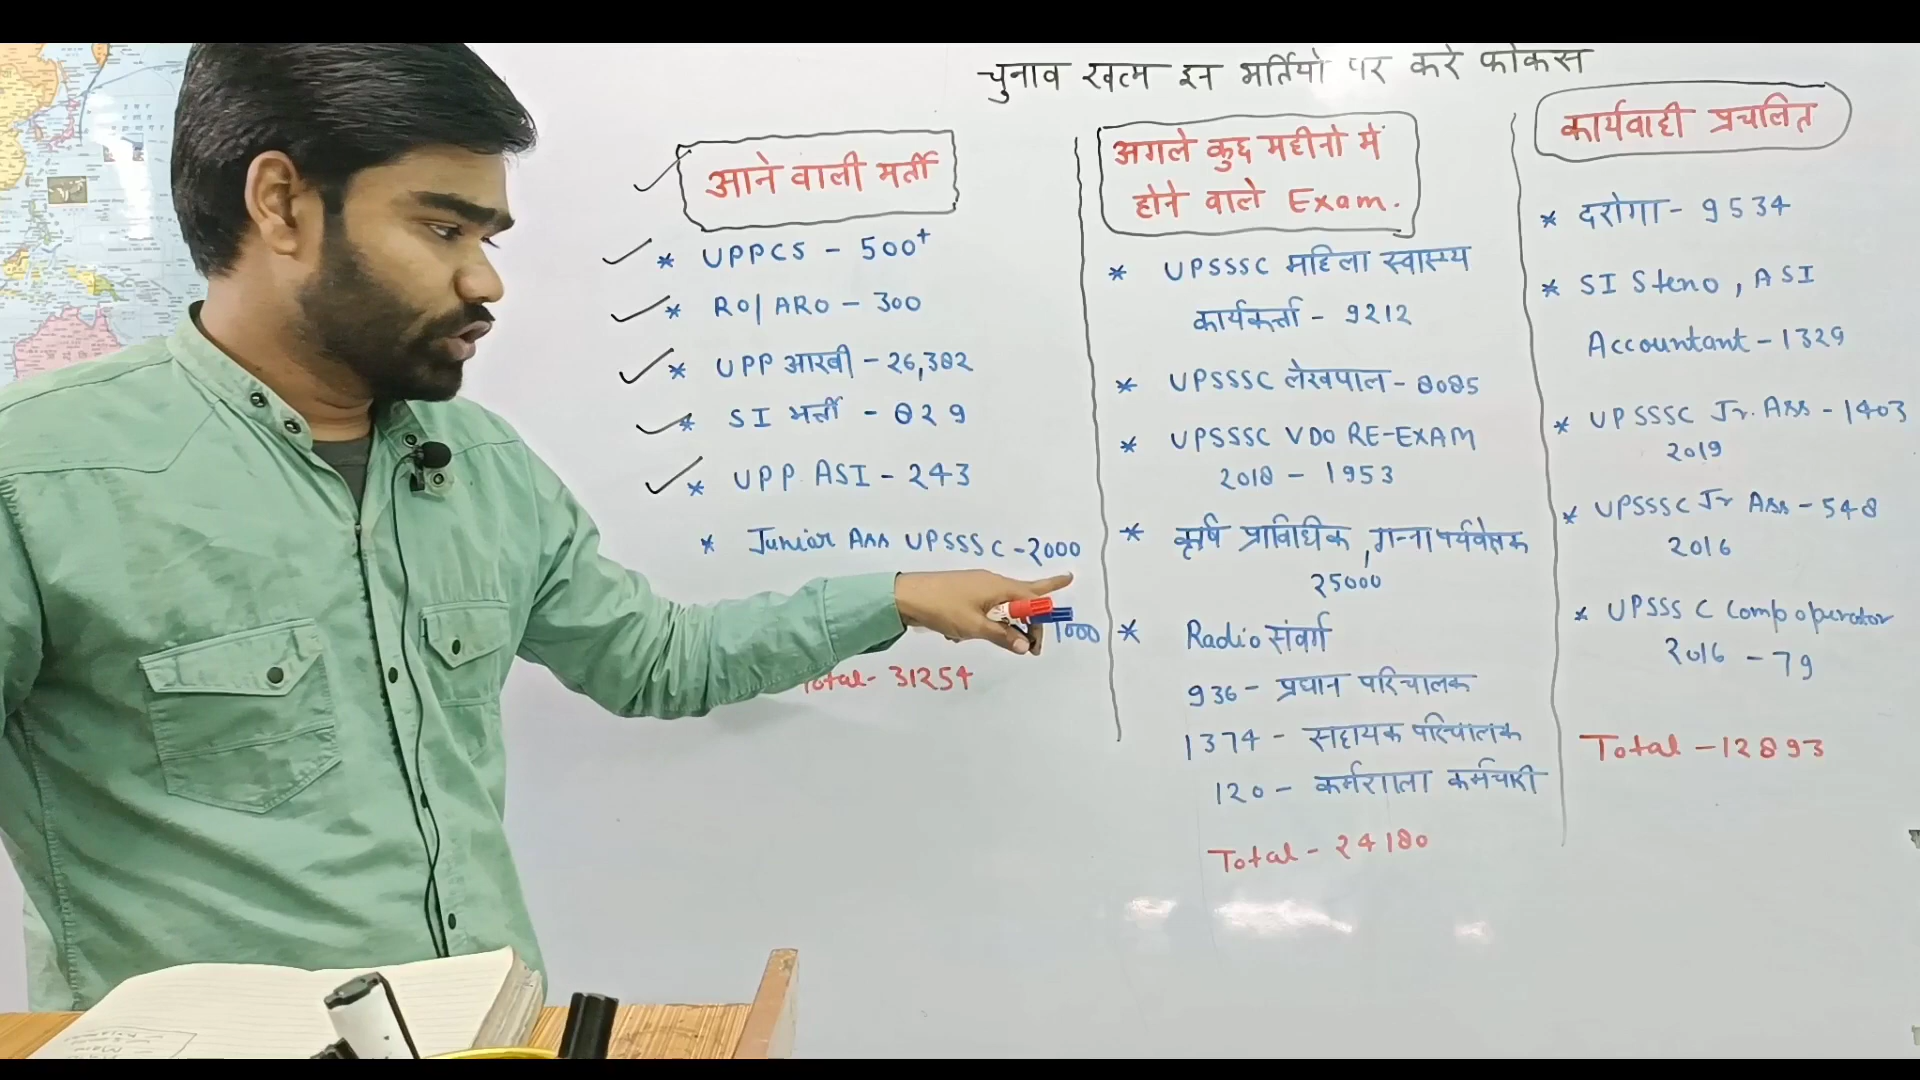 चुनाव खत्म इन भर्तियो पर करे फोकस
आने वाली भर्ती
* UPPCS - 500+
* RO/ARO - 300
* UPP आरक्षी - 26,382
* SI भर्ती - 829
* UPP ASI - 243
* Junior Ass UPSSSC - 2000
1000
Total - 31254
अगले कुछ महीनो मे
होने वाले Exam.
* UPSSSC महिला स्वास्थ्य
कार्यकर्त्ता - 9212
* UPSSSC लेखपाल - 8085
* UPSSSC VDO RE-EXAM
2018 - 1953
* कृषि प्राविधिक, गन्ना पर्यवेक्षक
25000
* Radio संवर्ग
936 - प्रधान परिचालक
1374 - सहायक परिचालक
120 - कर्मशाला कर्मचारी
Total - 24180
कार्यवाही प्रचलित
* दरोगा - 9534
* SI Steno, ASI
Accountant - 1329
* UPSSSC Jr. Ass - 1403
2019
* UPSSSC Jr Ass - 548
2016
* UPSSSC Comp operator
2016 - 79
Total - 12893